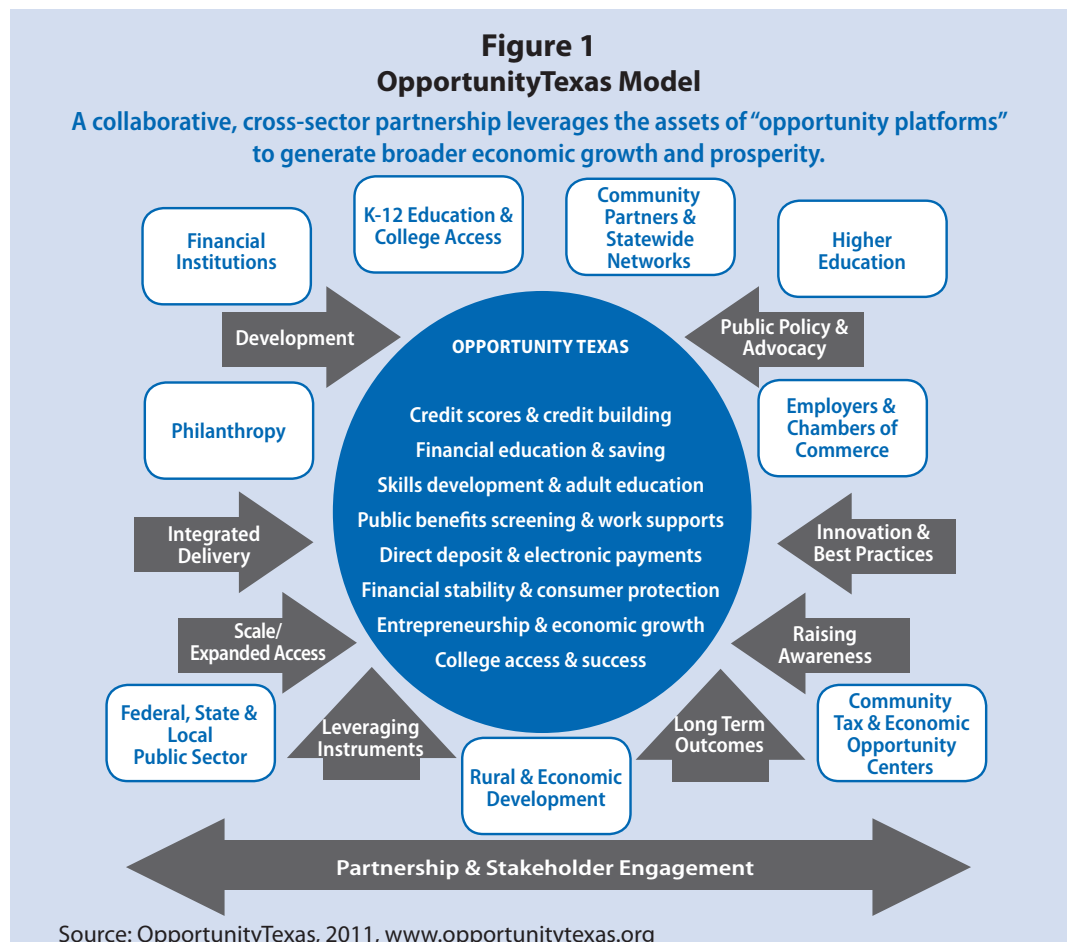 Figure 1
OpportunityTexas Model
A collaborative, cross-sector partnership leverages the assets of “opportunity platforms”
to generate broader economic growth and prosperity.
Financial
Institutions
K-12 Education &
College Access
Community
Partners &
Statewide
Networks
Higher
Education
Development
Public Policy &
Advocacy
OPPORTUNITY TEXAS
Credit scores & credit building
Financial education & saving
Skills development & adult education
Public benefits screening & work supports
Direct deposit & electronic payments
Financial stability & consumer protection
Entrepreneurship & economic growth
College access & success
Philanthropy
Employers &
Chambers of
Commerce
Integrated
Delivery
Innovation &
Best Practices
Scale/
Expanded Access
Raising
Awareness
Federal, State &
Local
Public Sector
Leveraging
Instruments
Rural & Economic
Development
Long Term
Outcomes
Community
Tax & Economic
Opportunity
Centers
Partnership & Stakeholder Engagement
Source: OpportunityTexas, 2011, www.opportunitytexas.org